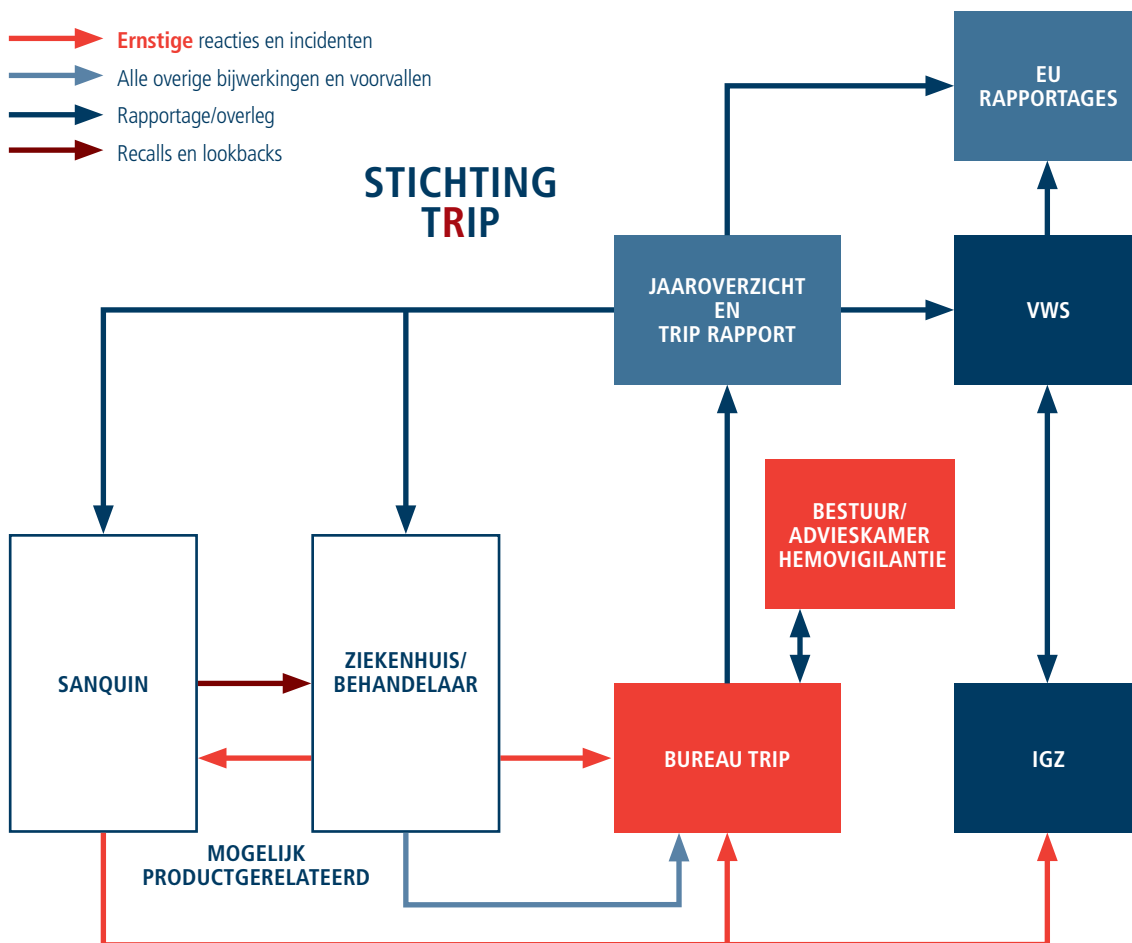 Ernstige reacties en incidenten
Alle overige bijwerkingen en voorvallen
Rapportage/overleg
Recalls en lookbacks
STICHTING
TRIP
EU
RAPPORTAGES
JAAROVERZICHT
EN
TRIP RAPPORT
VWS
BESTUUR/
ADVIESKAMER
HEMOVIGILANTIE
SANQUIN
ZIEKENHUIS/
BEHANDELAAR
BUREAU TRIP
IGZ
MOGELIJK
PRODUCTGERELATEERD